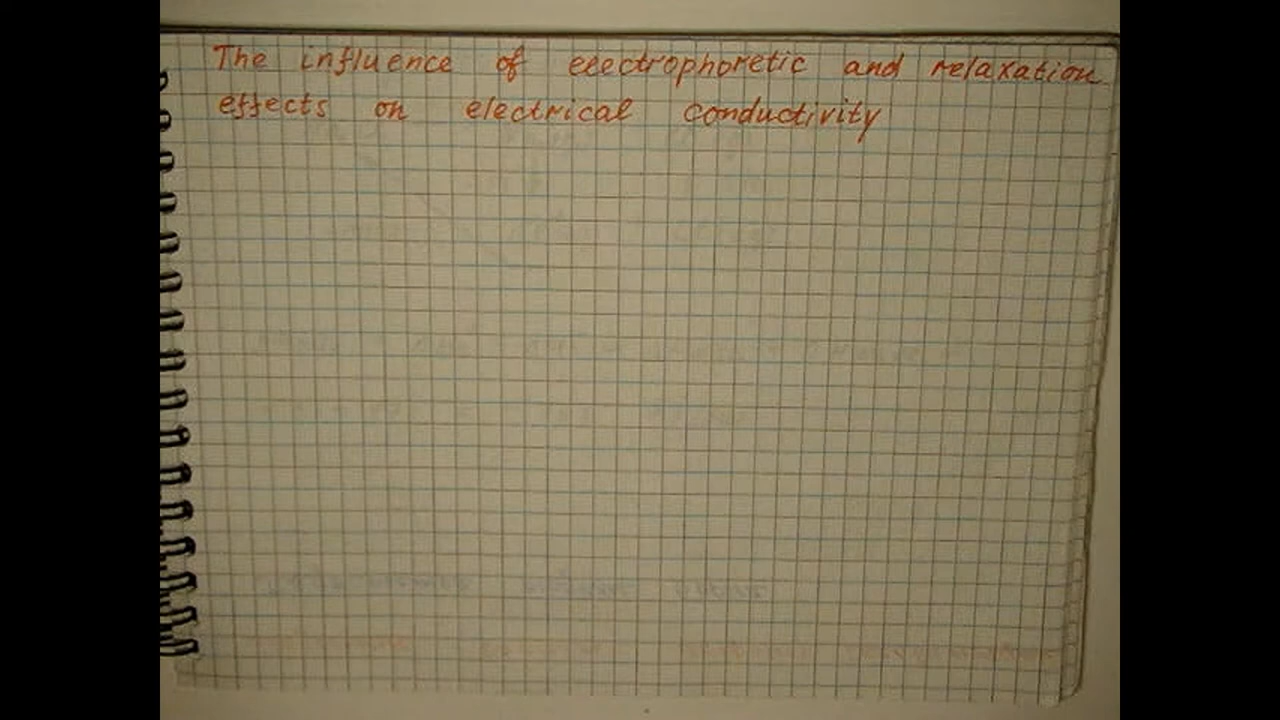 The influence of electrophoretic and relaxation
effects on electrical conductivity